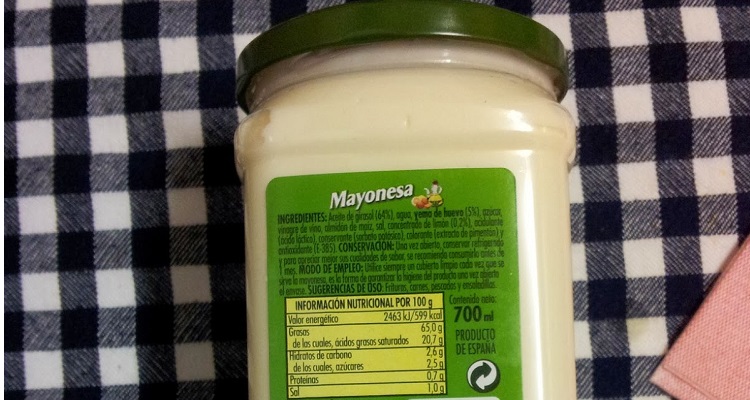 Mayonesa
INGREDIENTES: Aceite de girasol (64%), agua, yema de huevo (5%), azúcar,
vinagre de vino, almidón de maíz, sal, concentrado de limón (0,2%), acidulante
(ácido láctico), conservante (sorbato potásico), colorante (extracto de pimentón) y
antioxidante (E-385). CONSERVACIÓN: Una vez abierto, conservar refrigerado
y para apreciar mejor sus cualidades de sabor, se recomienda consumirlo antes de
1 mes. MODO DE EMPLEO: Utilice siempre un cubierto limpio cada vez que se
sirva la mayonesa, es la forma de garantizar la higiene del producto una vez abierto
el envase. SUGERENCIAS DE USO: Frituras, carnes, pescados y ensaladillas.
INFORMACIÓN NUTRICIONAL POR 100 g
Valor energético 2463 kJ/599 kcal
Grasas 65,0 g
de las cuales, ácidos grasos saturados 20,7 g
Hidratos de carbono 2,6 g
de los cuales, azúcares 2,5 g
Proteínas 0,7 g
Sal 1,0 g
Contenido neto:
700 ml
PRODUCTO
DE ESPAÑA